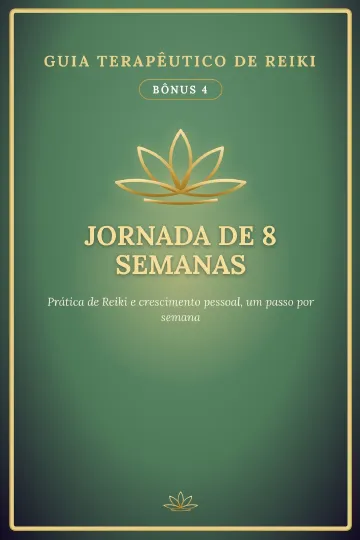 GUIA TERAPÊUTICO DE REIKI
BÔNUS 4
JORNADA DE 8
SEMANAS
Prática de Reiki e crescimento pessoal, um passo por
semana